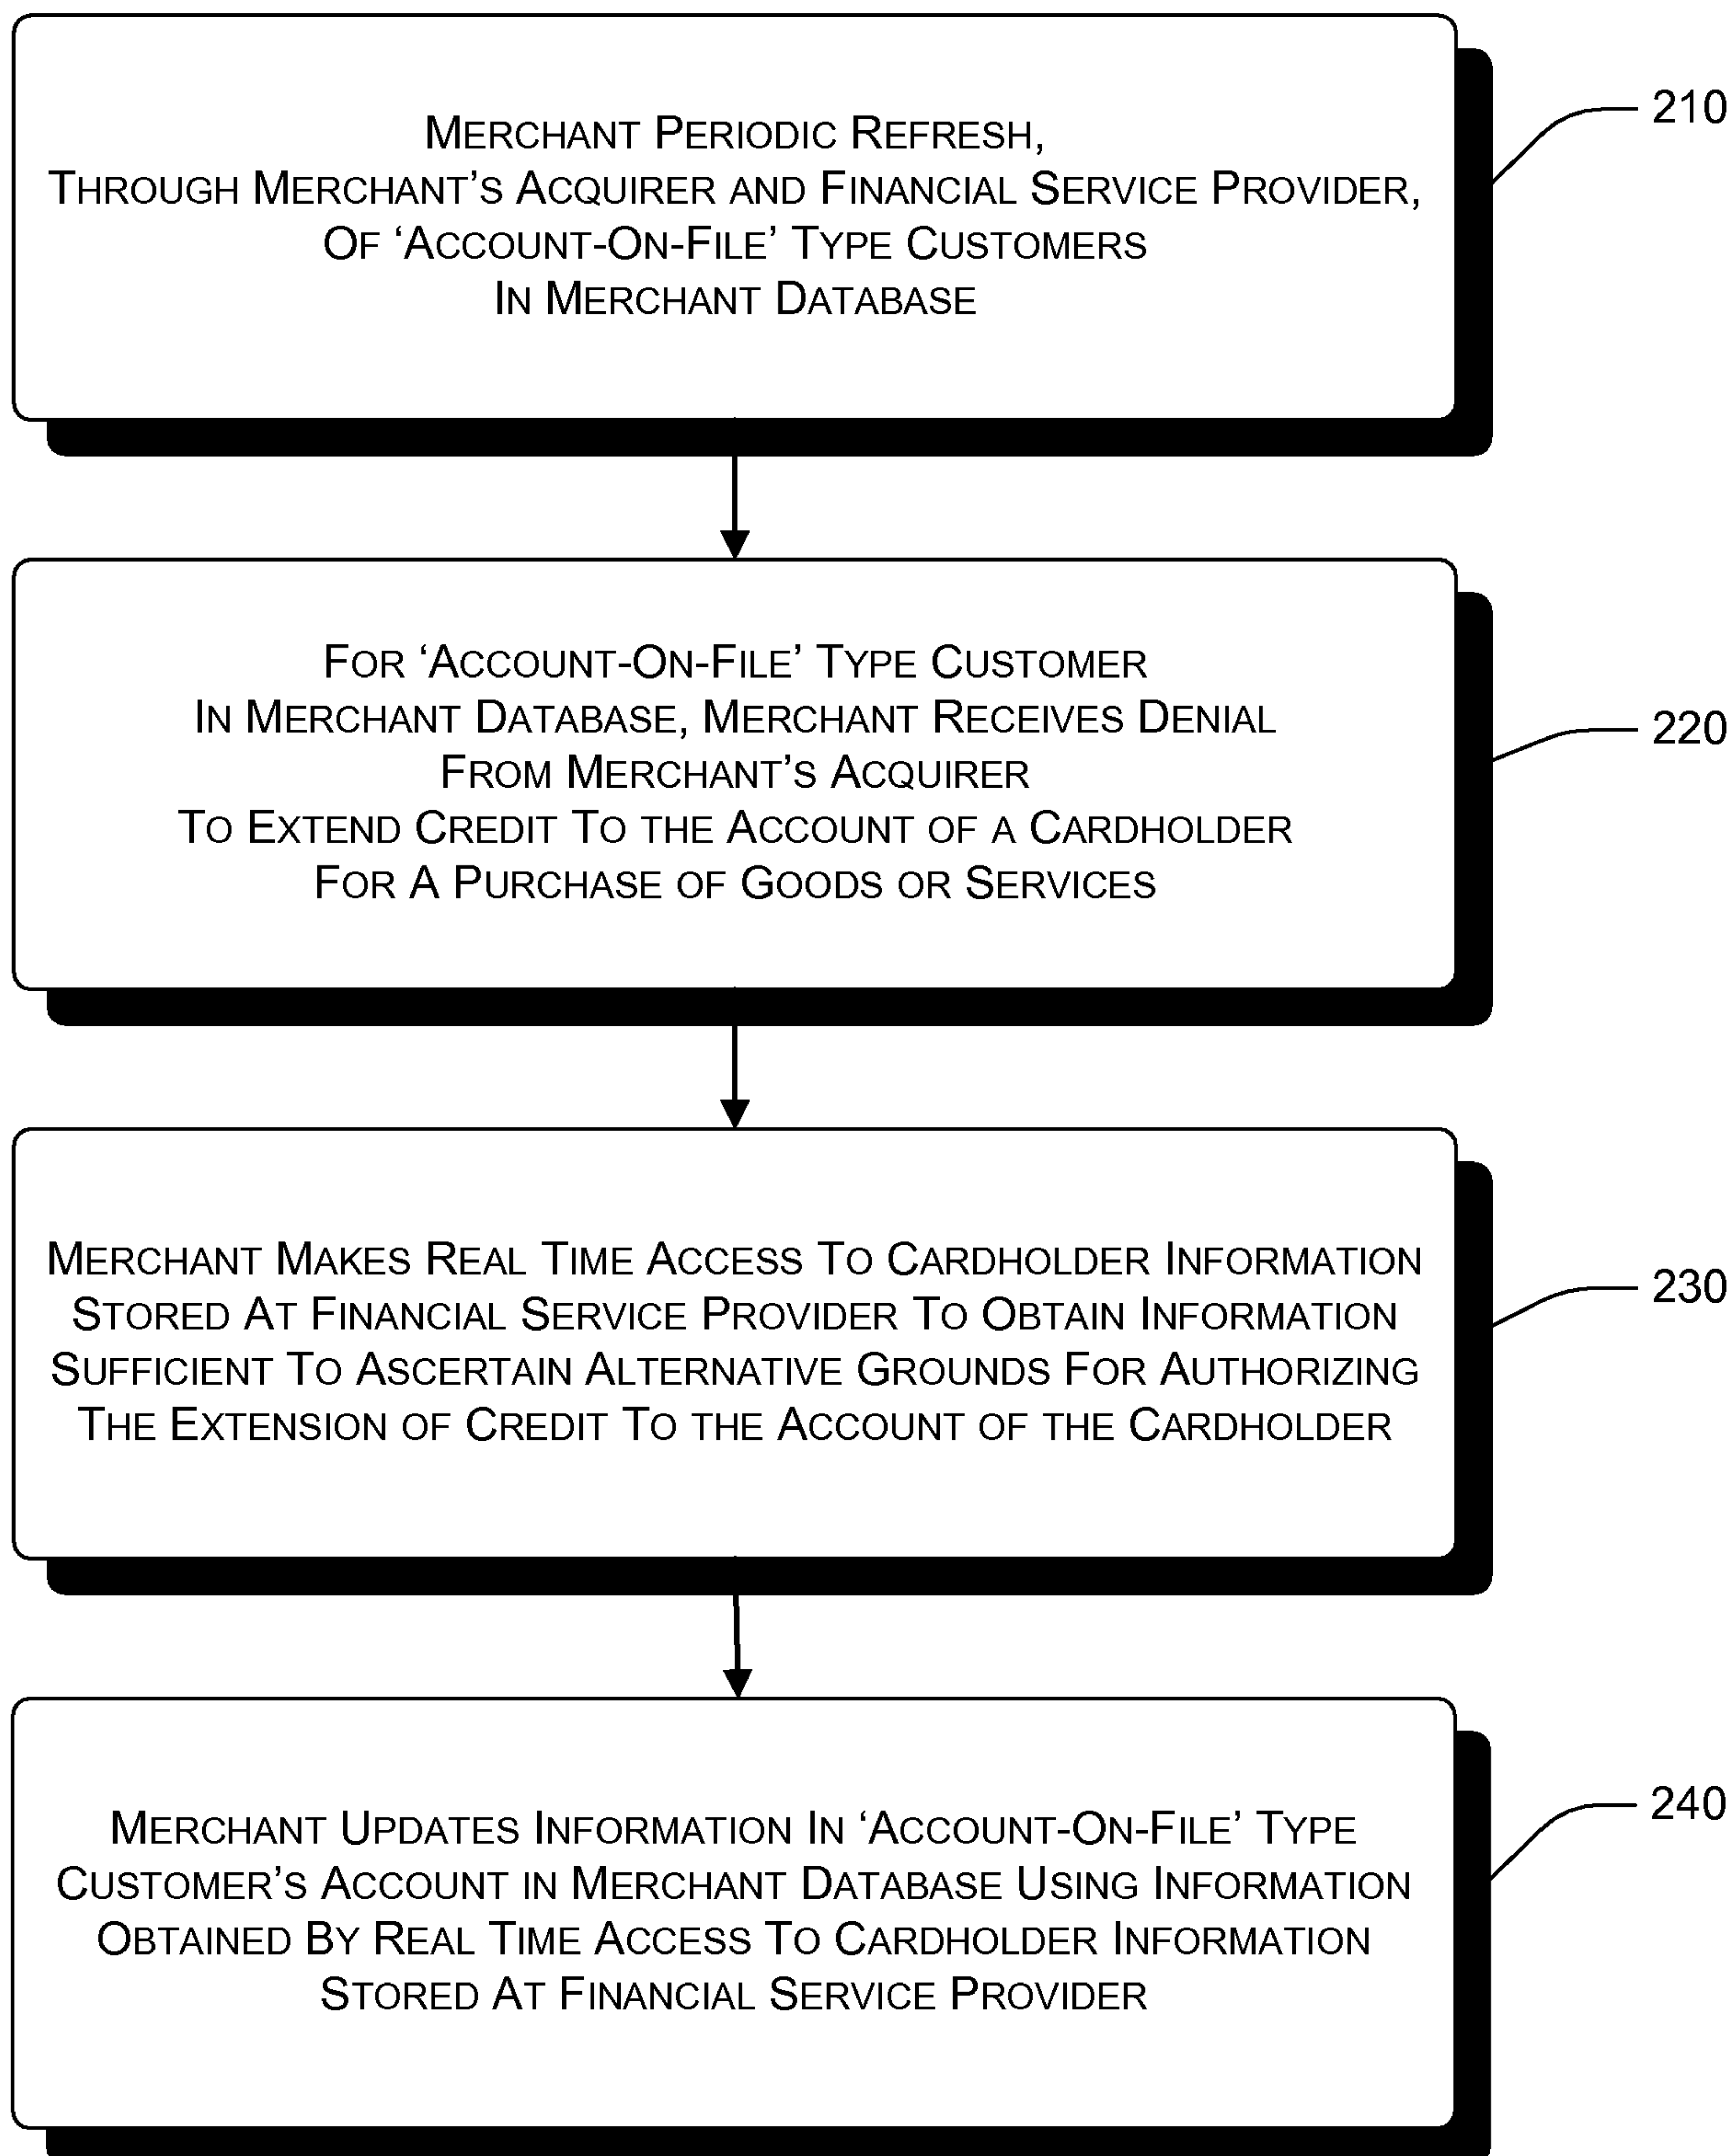 Merchant Periodic Refresh,
Through Merchant's Acquirer and Financial Service Provider,
Of 'Account-On-File' Type Customers
In Merchant Database
210
For 'Account-On-File' Type Customer
In Merchant Database, Merchant Receives Denial
From Merchant's Acquirer
To Extend Credit To the Account of a Cardholder
For A Purchase of Goods or Services
220
Merchant Makes Real Time Access To Cardholder Information
Stored At Financial Service Provider To Obtain Information
Sufficient To Ascertain Alternative Grounds For Authorizing
The Extension of Credit To the Account of the Cardholder
230
Merchant Updates Information In 'Account-On-File' Type
Customer's Account in Merchant Database Using Information
Obtained By Real Time Access To Cardholder Information
Stored At Financial Service Provider
240